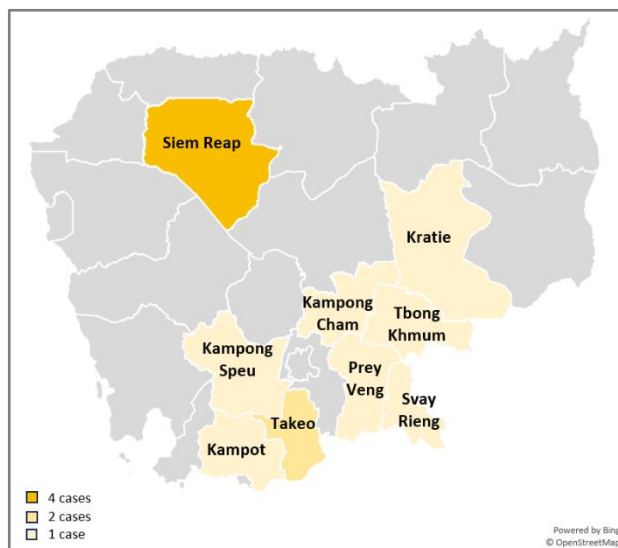 Siem Reap
Kratie
Kampong
Cham
Tbong
Khmum
Kampong
Speu
Prey
Veng
Svay
Rieng
Takeo
Kampot
4 cases
2 cases
1 case
Powered by Bing
© OpenStreetMap